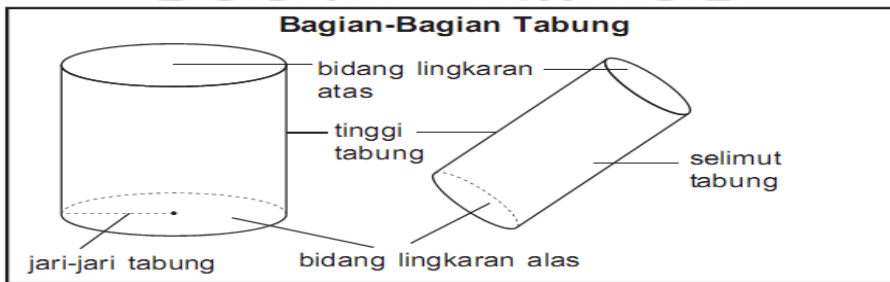 Bagian-Bagian Tabung
bidang lingkaran
atas
tinggi
tabung
selimut
tabung
jari-jari tabung
bidang lingkaran alas